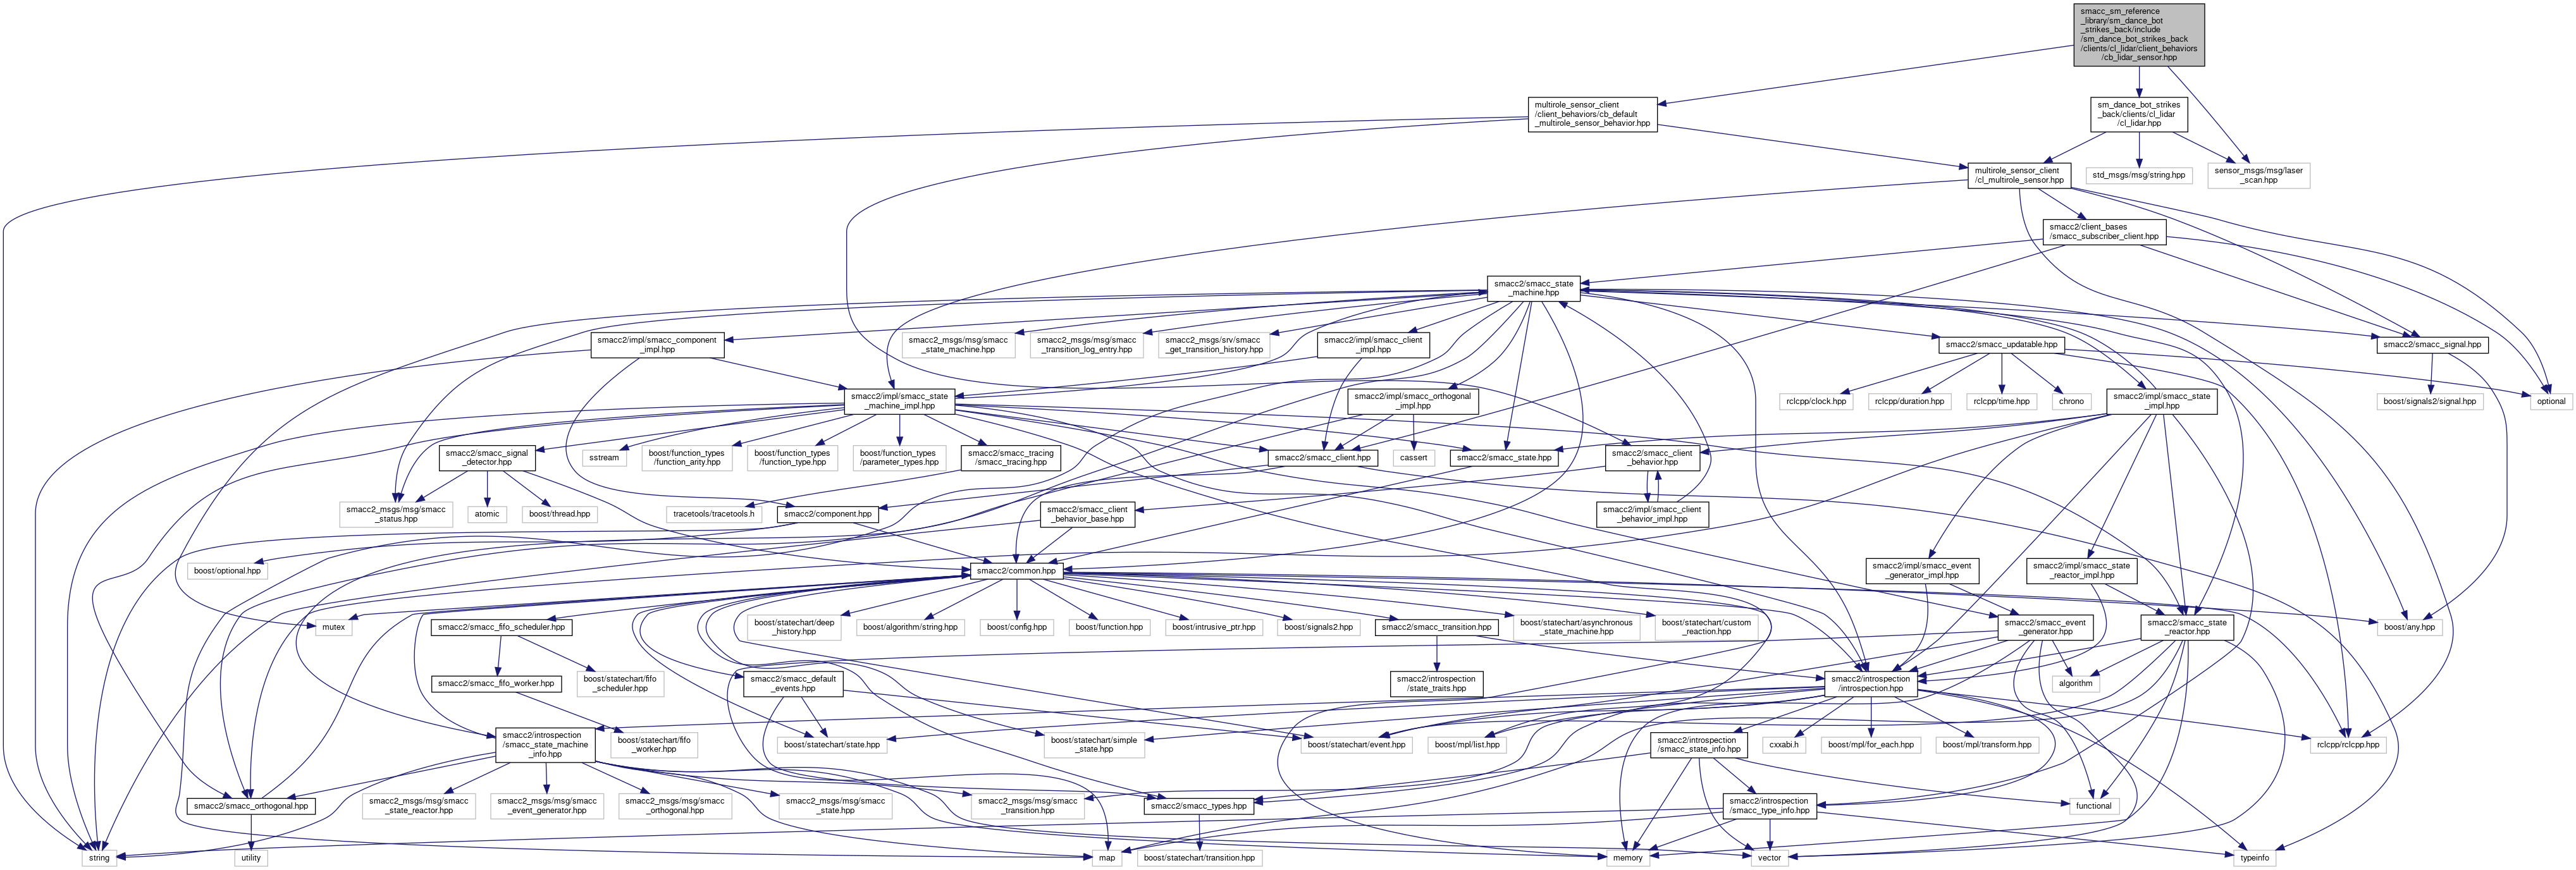 smacc_sm_reference
_library/sm_dance_bot
_strikes_back/include
/sm_dance_bot_strikes_back
/clients/cl_lidar/client_behaviors
/cb_lidar_sensor.hpp
multirole_sensor_client
/client_behaviors/cb_default
_multirole_sensor_behavior.hpp
sm_dance_bot_strikes
_back/clients/cl_lidar
/cl_lidar.hpp
multirole_sensor_client
/cl_multirole_sensor.hpp
std_msgs/msg/string.hpp
sensor_msgs/msg/laser
_scan.hpp
smacc2/client_bases
/smacc_subscriber_client.hpp
smacc2/smacc_state
_machine.hpp
smacc2/impl/smacc_component
_impl.hpp
smacc2_msgs/msg/smacc
_state_machine.hpp
smacc2_msgs/msg/smacc
_transition_log_entry.hpp
smacc2_msgs/srv/smacc
_get_transition_history.hpp
smacc2/impl/smacc_client
_impl.hpp
smacc2/smacc_updatable.hpp
smacc2/smacc_signal.hpp
smacc2/impl/smacc_state
_machine_impl.hpp
smacc2/impl/smacc_orthogonal
_impl.hpp
rclcpp/clock.hpp
rclcpp/duration.hpp
rclcpp/time.hpp
chrono
smacc2/impl/smacc_state
_impl.hpp
boost/signals2/signal.hpp
optional
smacc2/smacc_signal
_detector.hpp
sstream
boost/function_types
/function_arity.hpp
boost/function_types
/function_type.hpp
boost/function_types
/parameter_types.hpp
smacc2/smacc_tracing
/smacc_tracing.hpp
smacc2/smacc_client.hpp
cassert
smacc2/smacc_state.hpp
smacc2/smacc_client
_behavior.hpp
smacc2_msgs/msg/smacc
_status.hpp
atomic
boost/thread.hpp
tracetools/tracetools.h
smacc2/component.hpp
smacc2/smacc_client
_behavior_base.hpp
smacc2/impl/smacc_client
_behavior_impl.hpp
boost/optional.hpp
smacc2/common.hpp
smacc2/impl/smacc_event
_generator_impl.hpp
smacc2/impl/smacc_state
_reactor_impl.hpp
mutex
smacc2/smacc_fifo_scheduler.hpp
boost/statechart/deep
_history.hpp
boost/algorithm/string.hpp
boost/config.hpp
boost/function.hpp
boost/intrusive_ptr.hpp
boost/signals2.hpp
smacc2/smacc_transition.hpp
boost/statechart/asynchronous
_state_machine.hpp
boost/statechart/custom
_reaction.hpp
smacc2/smacc_event
_generator.hpp
smacc2/smacc_state
_reactor.hpp
boost/any.hpp
smacc2/smacc_fifo_worker.hpp
boost/statechart/fifo
_scheduler.hpp
smacc2/smacc_default
_events.hpp
smacc2/introspection
/state_traits.hpp
smacc2/introspection
/introspection.hpp
algorithm
smacc2/introspection
/smacc_state_machine
_info.hpp
boost/statechart/fifo
_worker.hpp
boost/statechart/state.hpp
boost/statechart/simple
_state.hpp
boost/statechart/event.hpp
boost/mpl/list.hpp
smacc2/introspection
/smacc_state_info.hpp
cxxabi.h
boost/mpl/for_each.hpp
boost/mpl/transform.hpp
rclcpp/rclcpp.hpp
smacc2/smacc_orthogonal.hpp
smacc2_msgs/msg/smacc
_state_reactor.hpp
smacc2_msgs/msg/smacc
_event_generator.hpp
smacc2_msgs/msg/smacc
_orthogonal.hpp
smacc2_msgs/msg/smacc
_state.hpp
smacc2_msgs/msg/smacc
_transition.hpp
smacc2/smacc_types.hpp
smacc2/introspection
/smacc_type_info.hpp
functional
string
utility
map
boost/statechart/transition.hpp
memory
vector
typeinfo